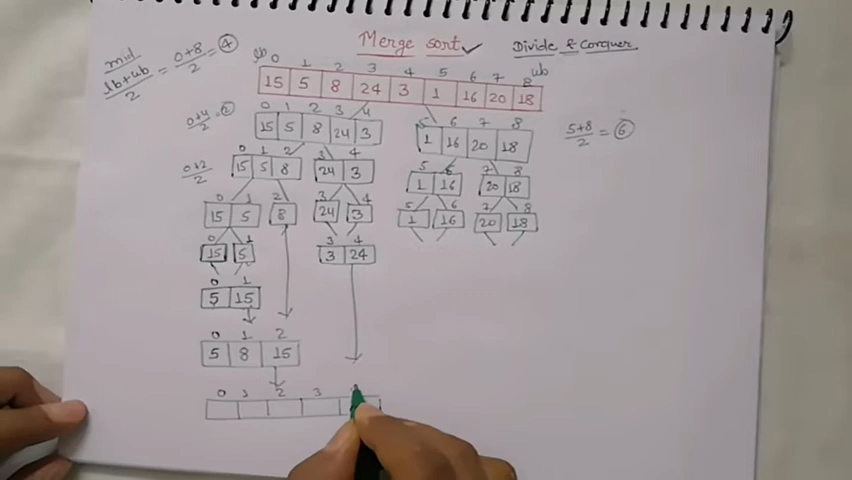 Merge sort ✓ Divide & Conquer
mid
lb+ub/2 = 0+8/2 = 4
lb 0 1 2 3 4 5 6 7 8 ub
15 5 8 24 3 1 16 20 18
0+4/2 = 2
0 1 2 3 4
15 5 8 24 3
5 6 7 8
1 16 20 18
5+8/2 = 6
0+2/2
0 1 2
15 5 8
3 4
24 3
5 6
1 16
7 8
20 18
0 1
15 5
2
8
3 4
24 3
5 6
1 16
7 8
20 18
0 1
15 5
3 4
3 24
0 1
5 15
0 1 2
5 8 15
0 1 2 3